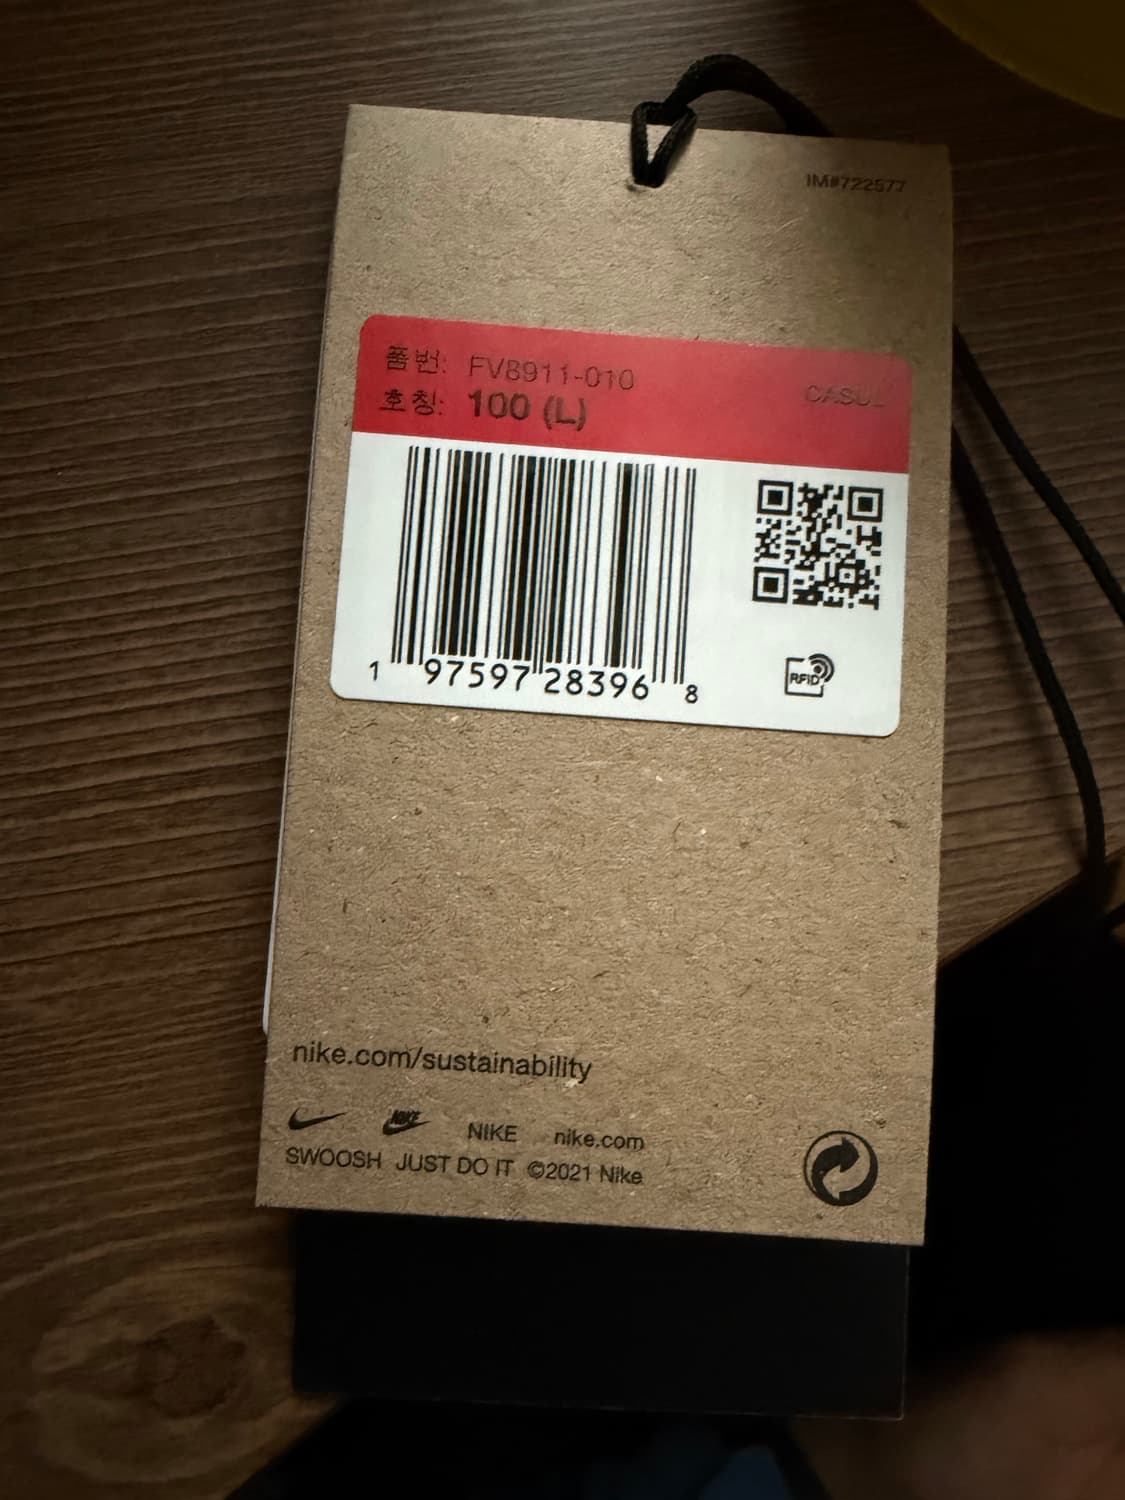 IM#722577
품번: FV8911-010
호칭: 100 (L)
CASUL
1 97597 28396 8
RFID
nike.com/sustainability
NIKE NIKE nike.com
SWOOSH JUST DO IT ©2021 Nike